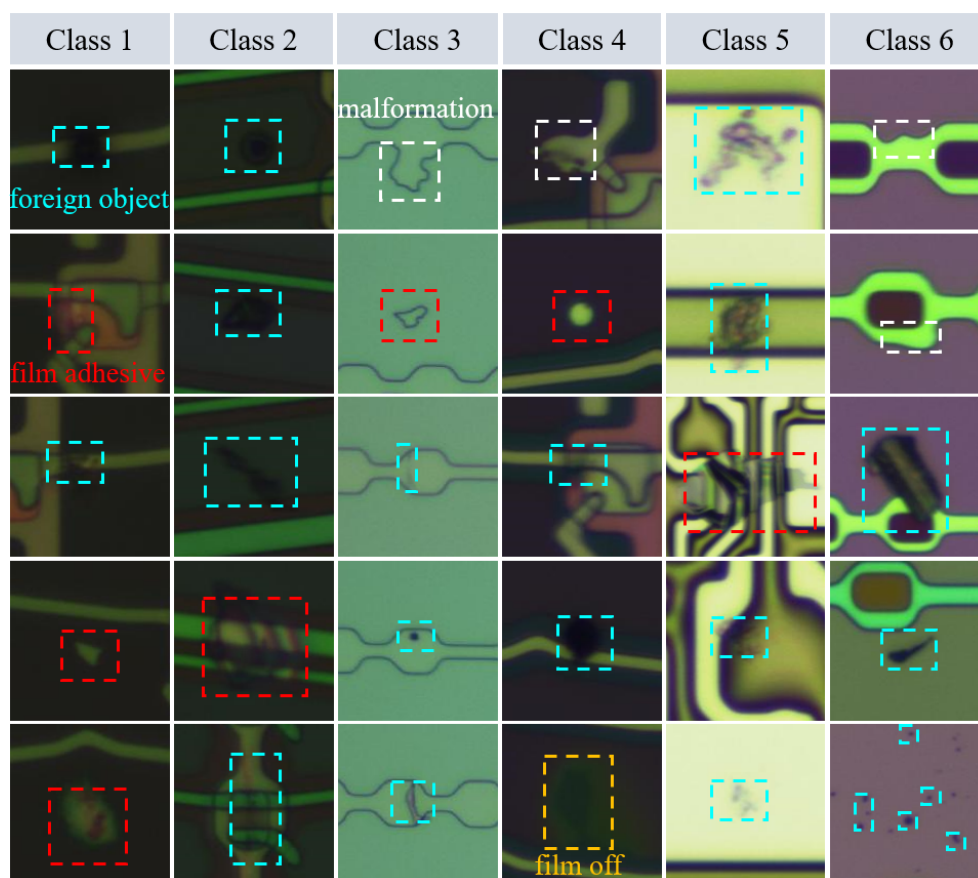 Class 1
Class 2
Class 3
Class 4
Class 5
Class 6
malformation
foreign object
film adhesive
film off